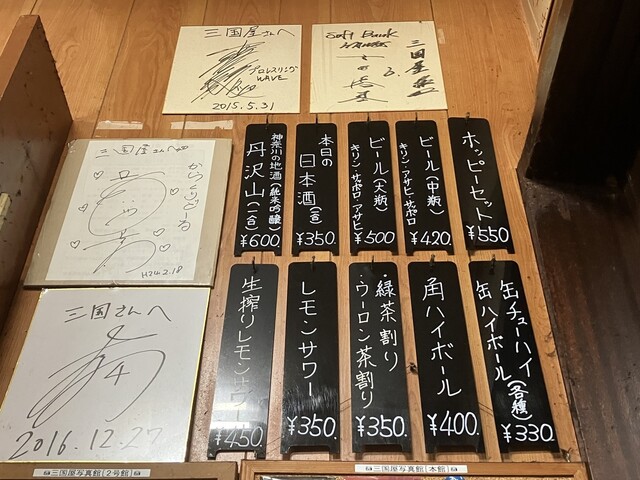 三国屋さんへ
プロレスリング
WAVE
2015.5.31
Soft Bank
三国屋
三国屋さんへ
からくりどーる
H24.2.18
三国さんへ
2016.12.27
ホッピーセット
¥550
ビール(中瓶)
キリン・アサヒ・サッポロ
¥420.
ビール(大瓶)
キリン・サッポロ・アサヒ
¥500
本日の
日本酒(一合)
¥350.
神奈川の地酒(純米吟醸)
丹沢山(一合)
¥600.
缶チューハイ(各種)
缶ハイボール
¥330
角ハイボール
¥400.
・緑茶割り
・ウーロン茶割り
¥350.
レモンサワー
¥350.
生搾りレモンサワー
¥450.
三国屋写真館[2号館]
三国屋写真館[本館]